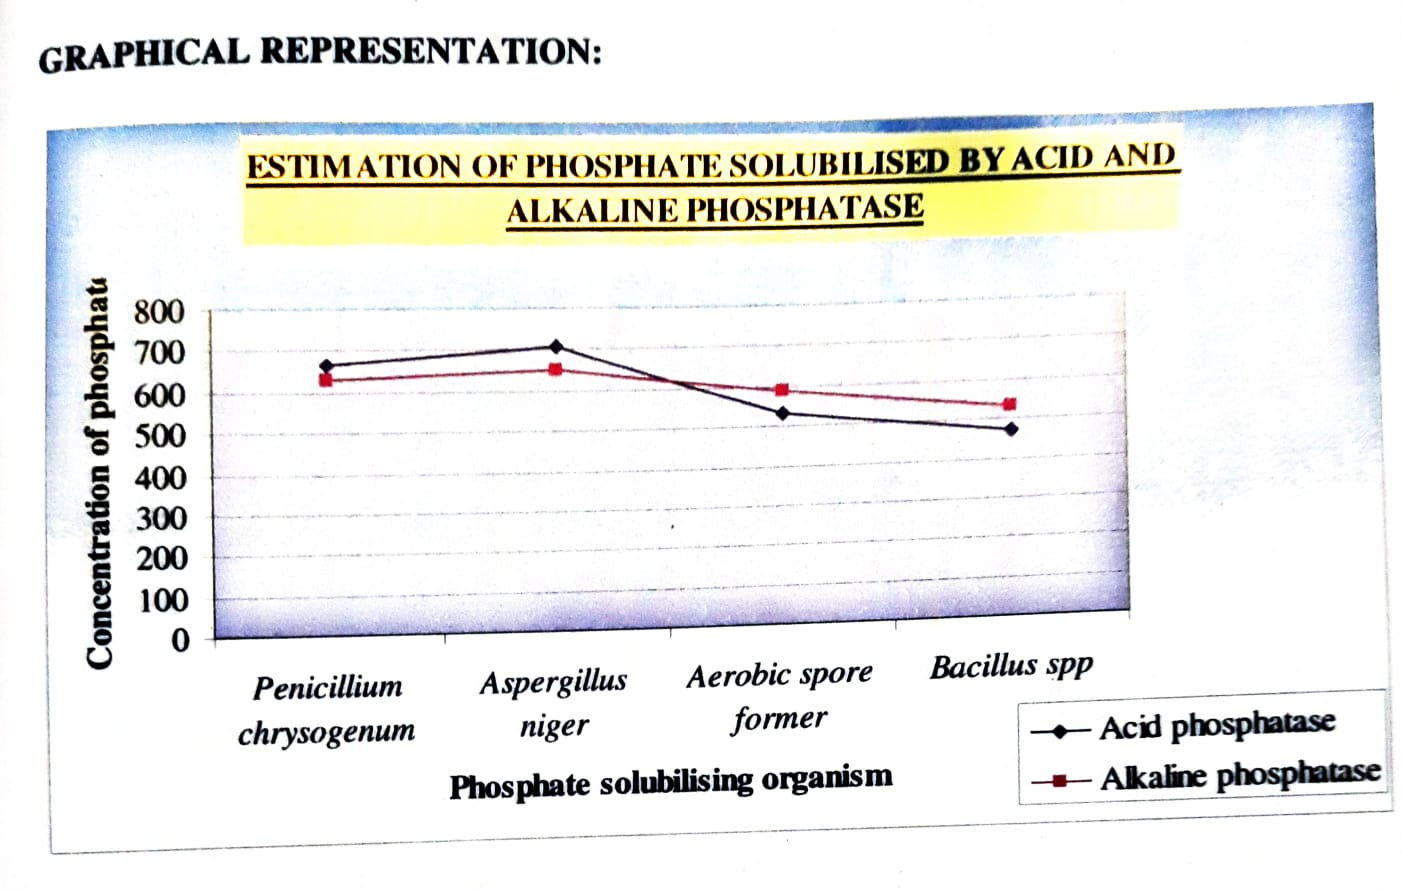 GRAPHICAL REPRESENTATION:
ESTIMATION OF PHOSPHATE SOLUBILISED BY ACID AND
ALKALINE PHOSPHATASE
Concentration of phosphate
800
700
600
500
400
300
200
100
0
Penicillium
chrysogenum
Aspergillus
niger
Aerobic spore
former
Bacillus spp
Phosphate solubilising organism
Acid phosphatase
Alkaline phosphatase